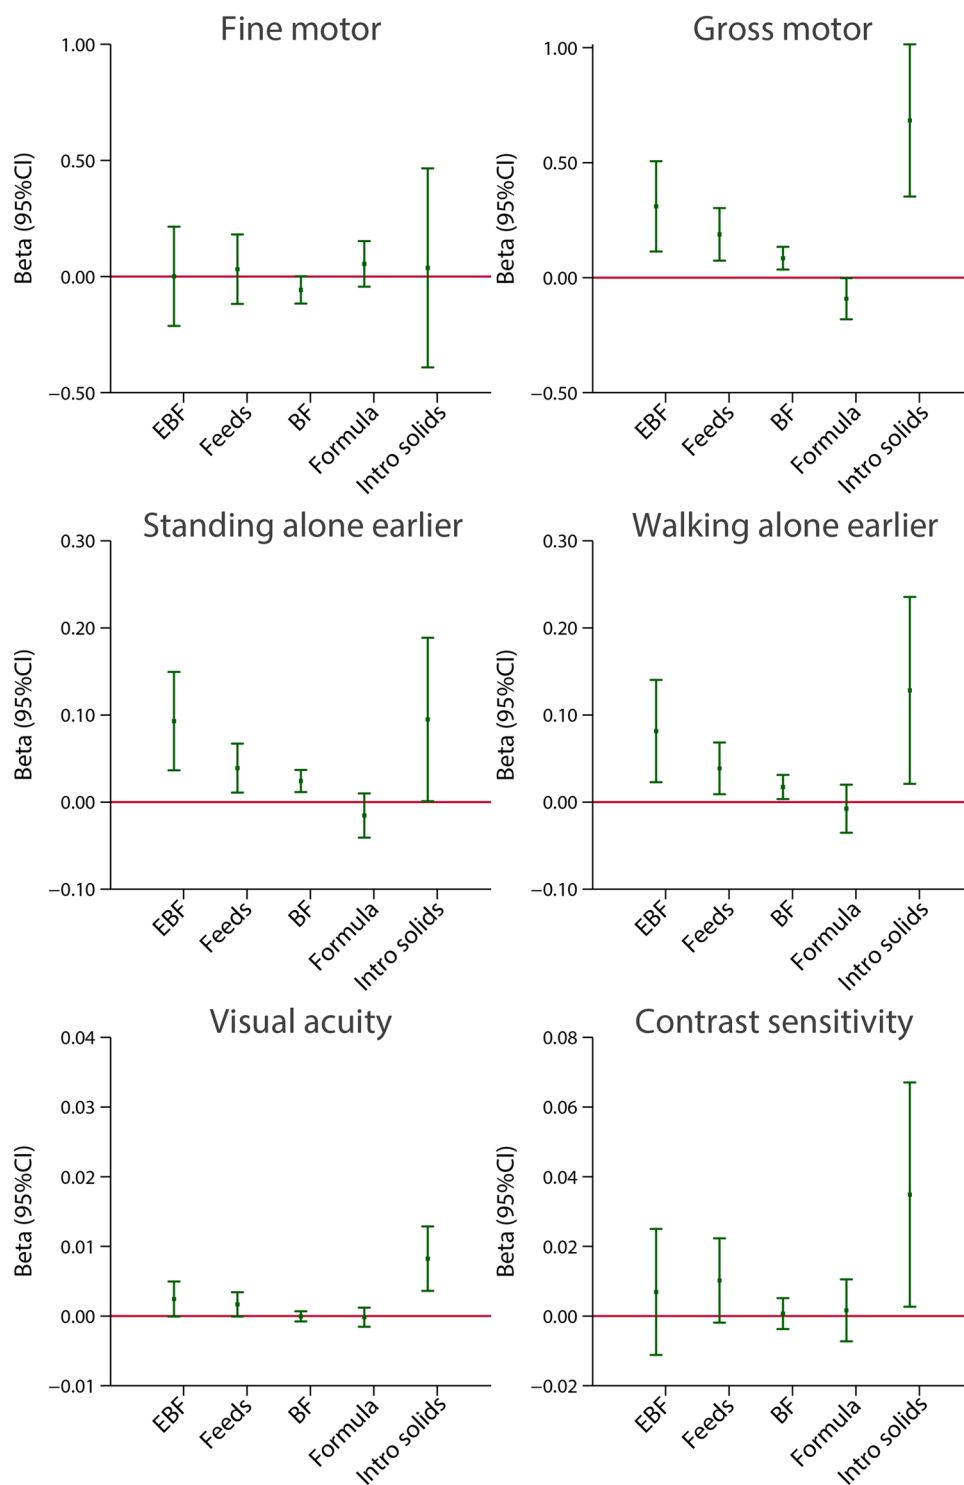 Fine motor
1.00
0.50
0.00
−0.50
Beta (95%CI)
EBF
Feeds
BF
Formula
Intro solids
Gross motor
1.00
0.50
0.00
−0.50
Beta (95%CI)
EBF
Feeds
BF
Formula
Intro solids
Standing alone earlier
0.30
0.20
0.10
0.00
−0.10
Beta (95%CI)
EBF
Feeds
BF
Formula
Intro solids
Walking alone earlier
0.30
0.20
0.10
0.00
−0.10
Beta (95%CI)
EBF
Feeds
BF
Formula
Intro solids
Visual acuity
0.04
0.03
0.02
0.01
0.00
−0.01
Beta (95%CI)
EBF
Feeds
BF
Formula
Intro solids
Contrast sensitivity
0.08
0.06
0.04
0.02
0.00
−0.02
Beta (95%CI)
EBF
Feeds
BF
Formula
Intro solids